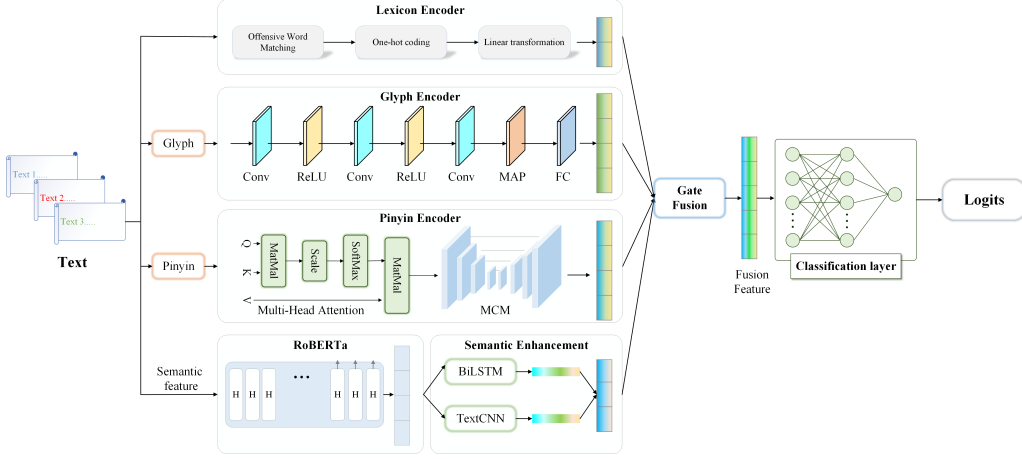 Lexicon Encoder
Offensive Word
Matching
One-hot coding
Linear transformation
Glyph Encoder
Glyph
Conv
ReLU
Conv
ReLU
Conv
MAP
FC
Text 1.....
Text 2.....
Text 3.....
Text
Pinyin Encoder
Pinyin
Q
K
V
MatMal
Scale
SoftMax
MatMal
Multi-Head Attention
MCM
Semantic
feature
RoBERTa
H
H
H
•••
H
H
H
Semantic Enhancement
BiLSTM
TextCNN
Gate
Fusion
Fusion
Feature
Classification layer
Logits